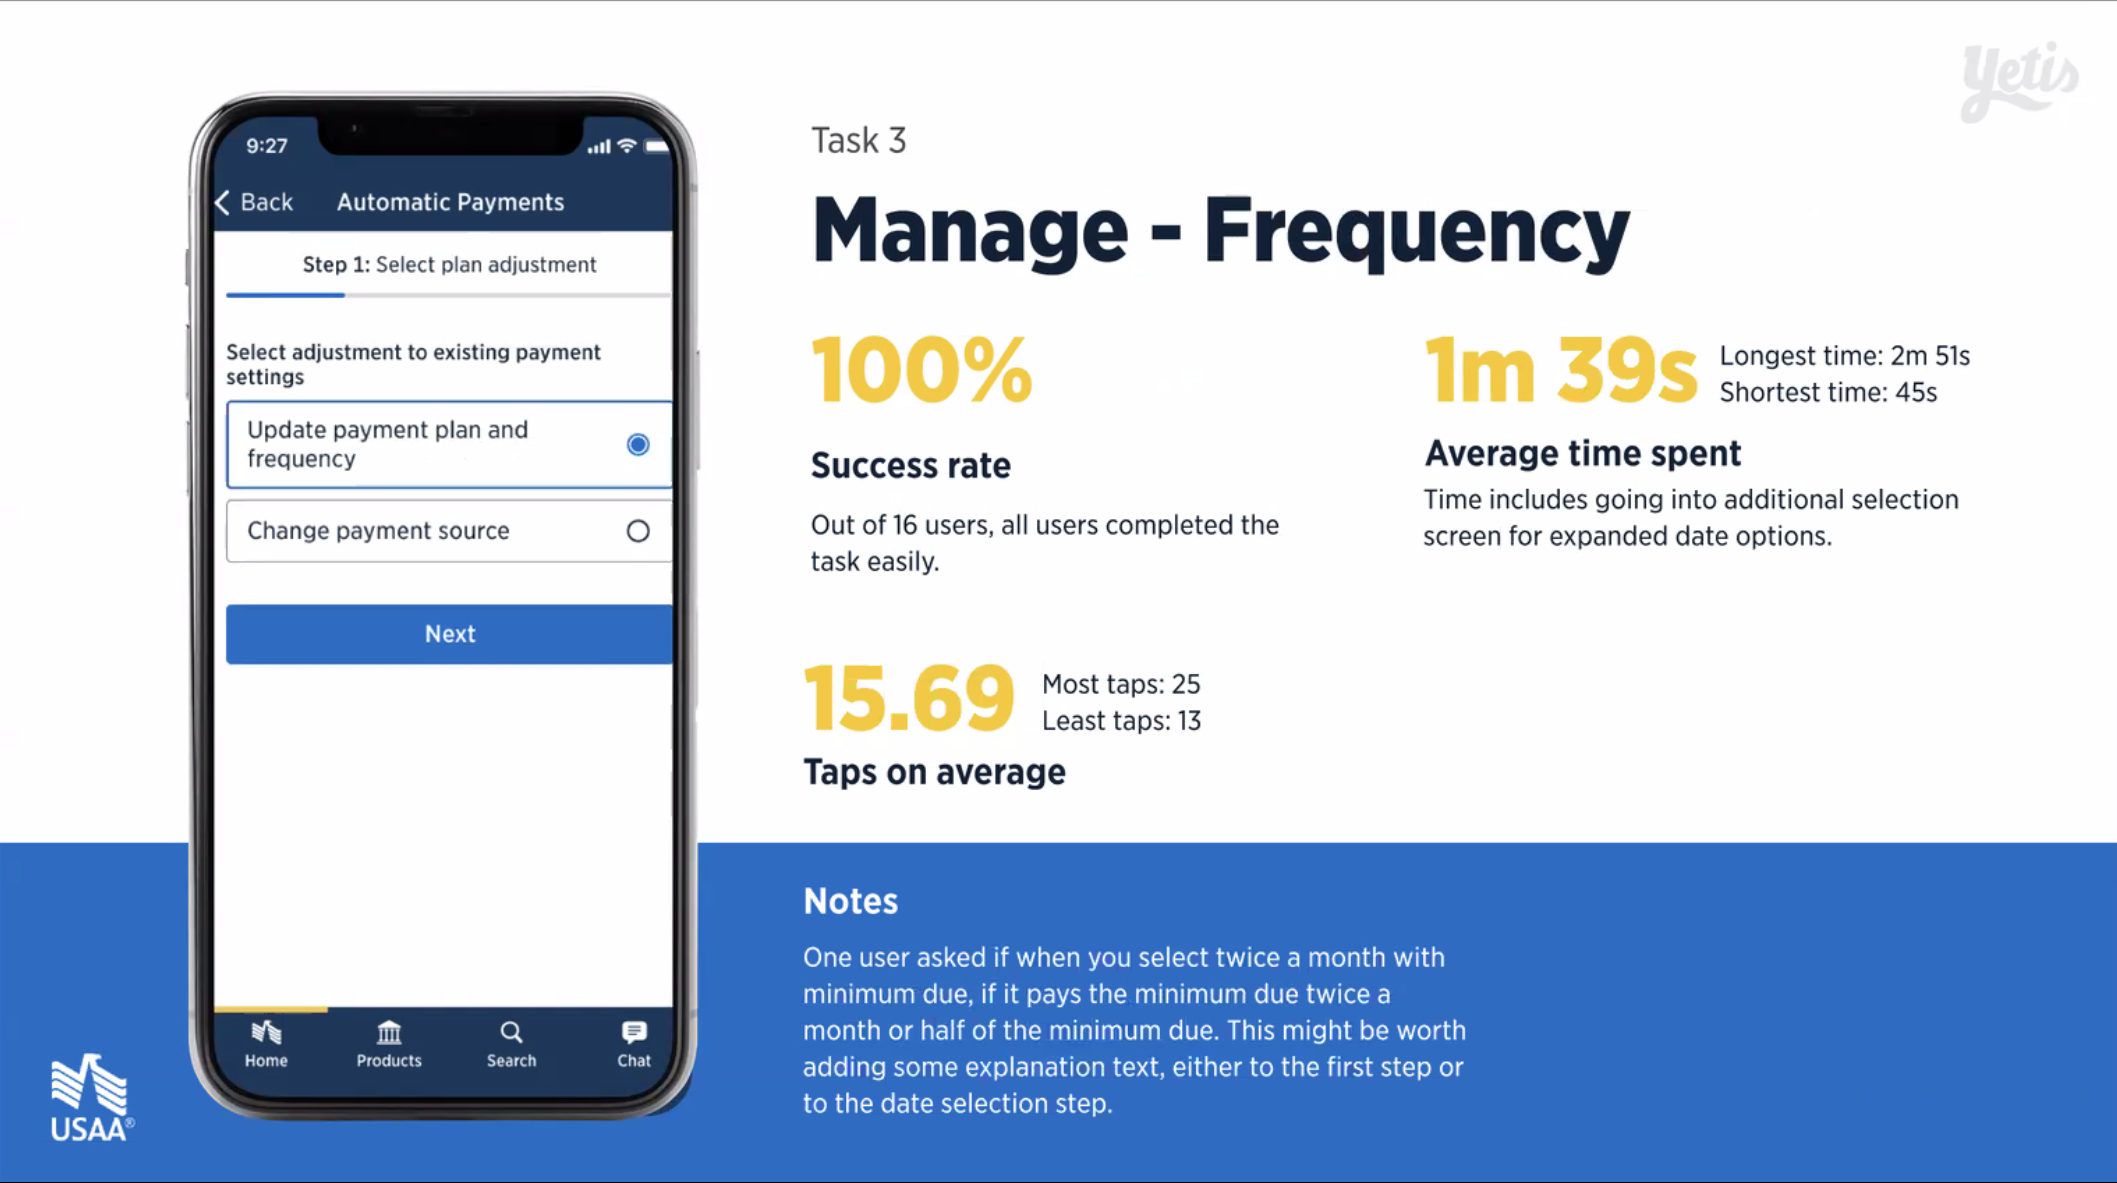 Yetis
9:27
Back
Automatic Payments
Step 1: Select plan adjustment
Select adjustment to existing payment
settings
Update payment plan and
frequency
Change payment source
Next
Home
Products
Search
Chat
USAA®
Task 3
Manage - Frequency
100%
Success rate
Out of 16 users, all users completed the
task easily.
1m 39s
Longest time: 2m 51s
Shortest time: 45s
Average time spent
Time includes going into additional selection
screen for expanded date options.
15.69
Most taps: 25
Least taps: 13
Taps on average
Notes
One user asked if when you select twice a month with
minimum due, if it pays the minimum due twice a
month or half of the minimum due. This might be worth
adding some explanation text, either to the first step or
to the date selection step.